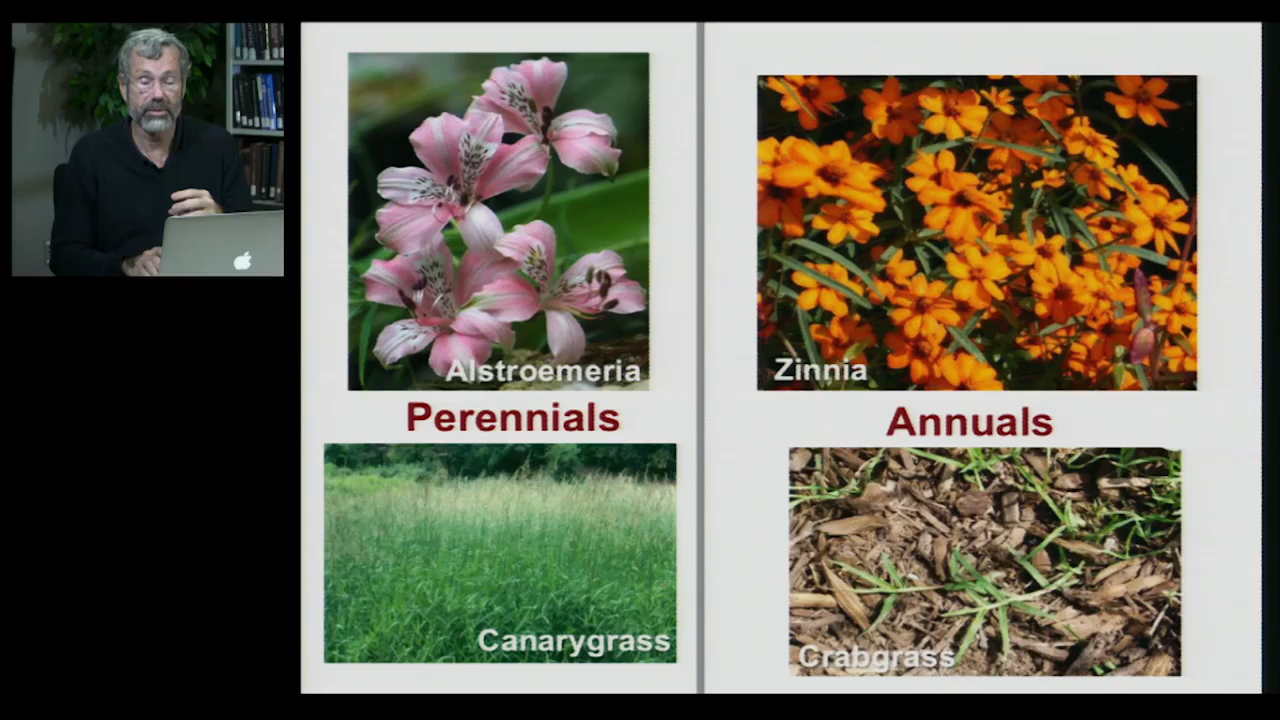 Alstroemeria
Perennials
Canarygrass
Zinnia
Annuals
Crabgrass